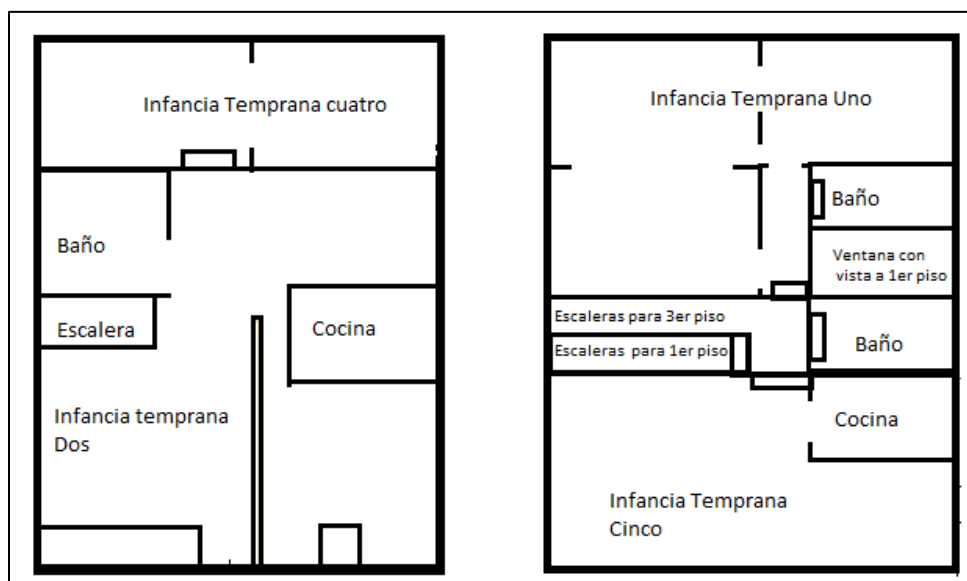 Infancia Temprana cuatro
Baño
Escalera
Cocina
Infancia temprana
Dos
Infancia Temprana Uno
Baño
Ventana con
vista a 1er piso
Escaleras para 3er piso
Escaleras para 1er piso
Baño
Cocina
Infancia Temprana
Cinco